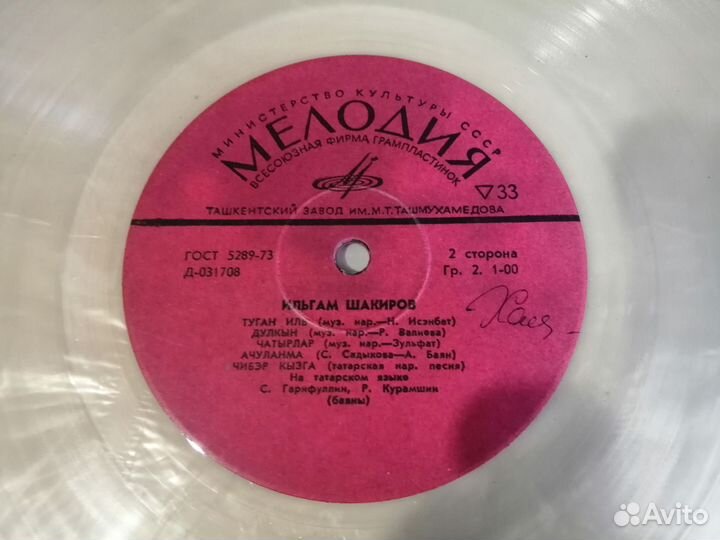 МИНИСТЕРСТВО КУЛЬТУРЫ СССР
МЕЛОДИЯ
ВСЕСОЮЗНАЯ ФИРМА ГРАМПЛАСТИНОК
33
ТАШКЕНТСКИЙ ЗАВОД ИМ.М.Т.ТАШМУХАМЕДОВА
ГОСТ 5289-73
Д-031708
2 сторона
Гр. 2. 1-00
ИЛЬГАМ ШАКИРОВ
ТУГАН ИЛЬ (муз. нар.—Н. Исэнбат)
ДУЛКЫН (муз. нар.—Р. Валиева)
ЧАТЫРЛАР (муз. нар.—Зульфат)
АЧУЛАНМА (С. Садыкова—А. Баян)
ЧИБЭР КЫЗГА (татарская нар. песня)
На татарском языке
С. Гарифуллин, Р. Курамшин
(баяны)
Avito